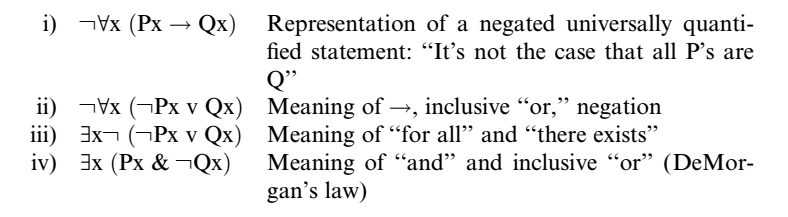 i) ¬∀x (Px → Qx) Representation of a negated universally quanti-
fied statement: “It’s not the case that all P’s are
Q”
ii) ¬∀x (¬Px v Qx) Meaning of →, inclusive “or,” negation
iii) ∃x¬ (¬Px v Qx) Meaning of “for all” and “there exists”
iv) ∃x (Px & ¬Qx) Meaning of “and” and inclusive “or” (DeMor-
gan’s law)